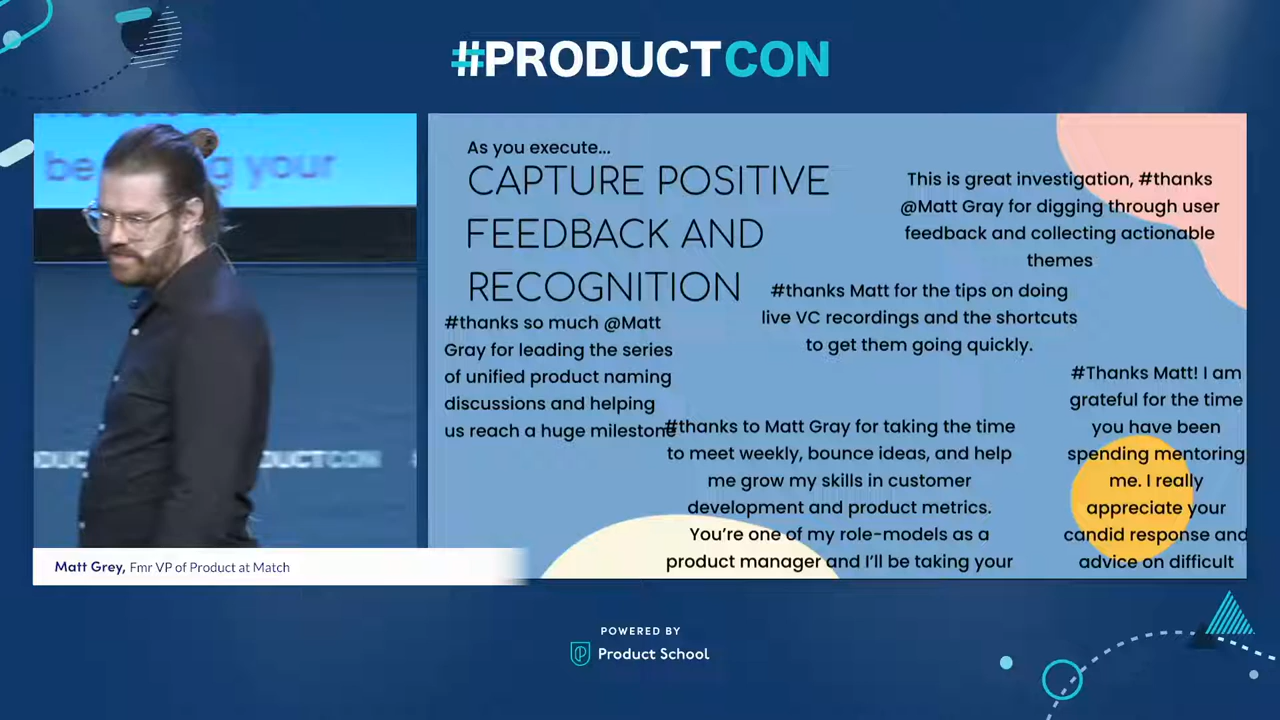 #PRODUCTCON
be your
DUCTCON
Matt Grey, Fmr VP of Product at Match
As you execute...
CAPTURE POSITIVE
FEEDBACK AND
RECOGNITION
This is great investigation, #thanks
@Matt Gray for digging through user
feedback and collecting actionable
themes
#thanks Matt for the tips on doing
live VC recordings and the shortcuts
to get them going quickly.
#thanks so much @Matt
Gray for leading the series
of unified product naming
discussions and helping
us reach a huge milestone
#thanks to Matt Gray for taking the time
to meet weekly, bounce ideas, and help
me grow my skills in customer
development and product metrics.
You’re one of my role-models as a
product manager and I’ll be taking your
#Thanks Matt! I am
grateful for the time
you have been
spending mentoring
me. I really
appreciate your
candid response and
advice on difficult
POWERED BY
Product School